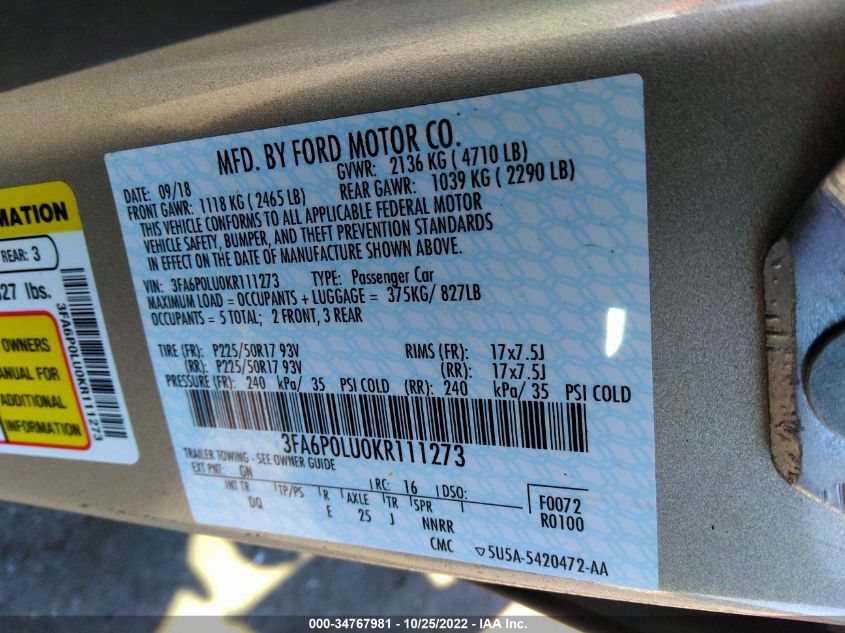 MFD. BY FORD MOTOR CO.
DATE: 09/18 GVWR: 2136 KG ( 4710 LB)
FRONT GAWR: 1118 KG ( 2465 LB) REAR GAWR: 1039 KG ( 2290 LB)
THIS VEHICLE CONFORMS TO ALL APPLICABLE FEDERAL MOTOR
VEHICLE SAFETY, BUMPER, AND THEFT PREVENTION STANDARDS
IN EFFECT ON THE DATE OF MANUFACTURE SHOWN ABOVE.
VIN: 3FA6P0LU0KR111273 TYPE: Passenger Car
MAXIMUM LOAD = OCCUPANTS + LUGGAGE = 375KG/ 827LB
OCCUPANTS = 5 TOTAL; 2 FRONT, 3 REAR
TIRE (FR): P225/50R17 93V RIMS (FR): 17x7.5J
(RR): P225/50R17 93V (RR): 17x7.5J
PRESSURE (FR): 240 kPa/ 35 PSI COLD (RR): 240 kPa/ 35 PSI COLD
3FA6P0LU0KR111273
TRAILER TOWING - SEE OWNER GUIDE
EXT PNT: GN RC: 16 DSO:
INT TR TP/PS R AXLE TR SPR
DQ E 25 J NNRR
F0072
R0100
CMC ▽5U5A-5420472-AA
MATION
REAR: 3
827 lbs.
OWNERS
MANUAL FOR
ADDITIONAL
INFORMATION
3FA6P0LU0KR111273
000-34767981 - 10/25/2022 - IAA Inc.